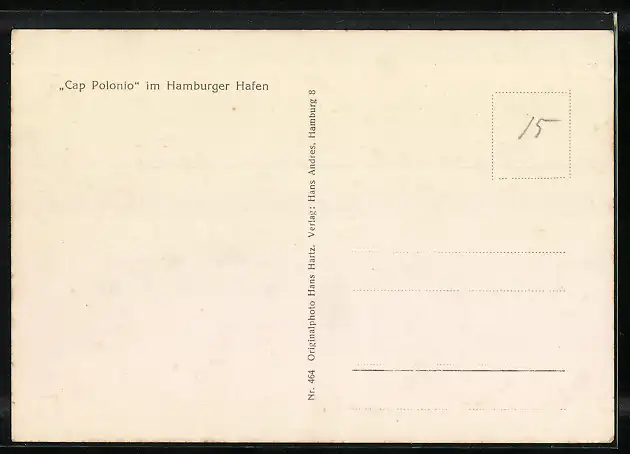 „Cap Polonio“ im Hamburger Hafen
Nr. 464 Originalphoto Hans Hartz. Verlag: Hans Andres, Hamburg 8
15